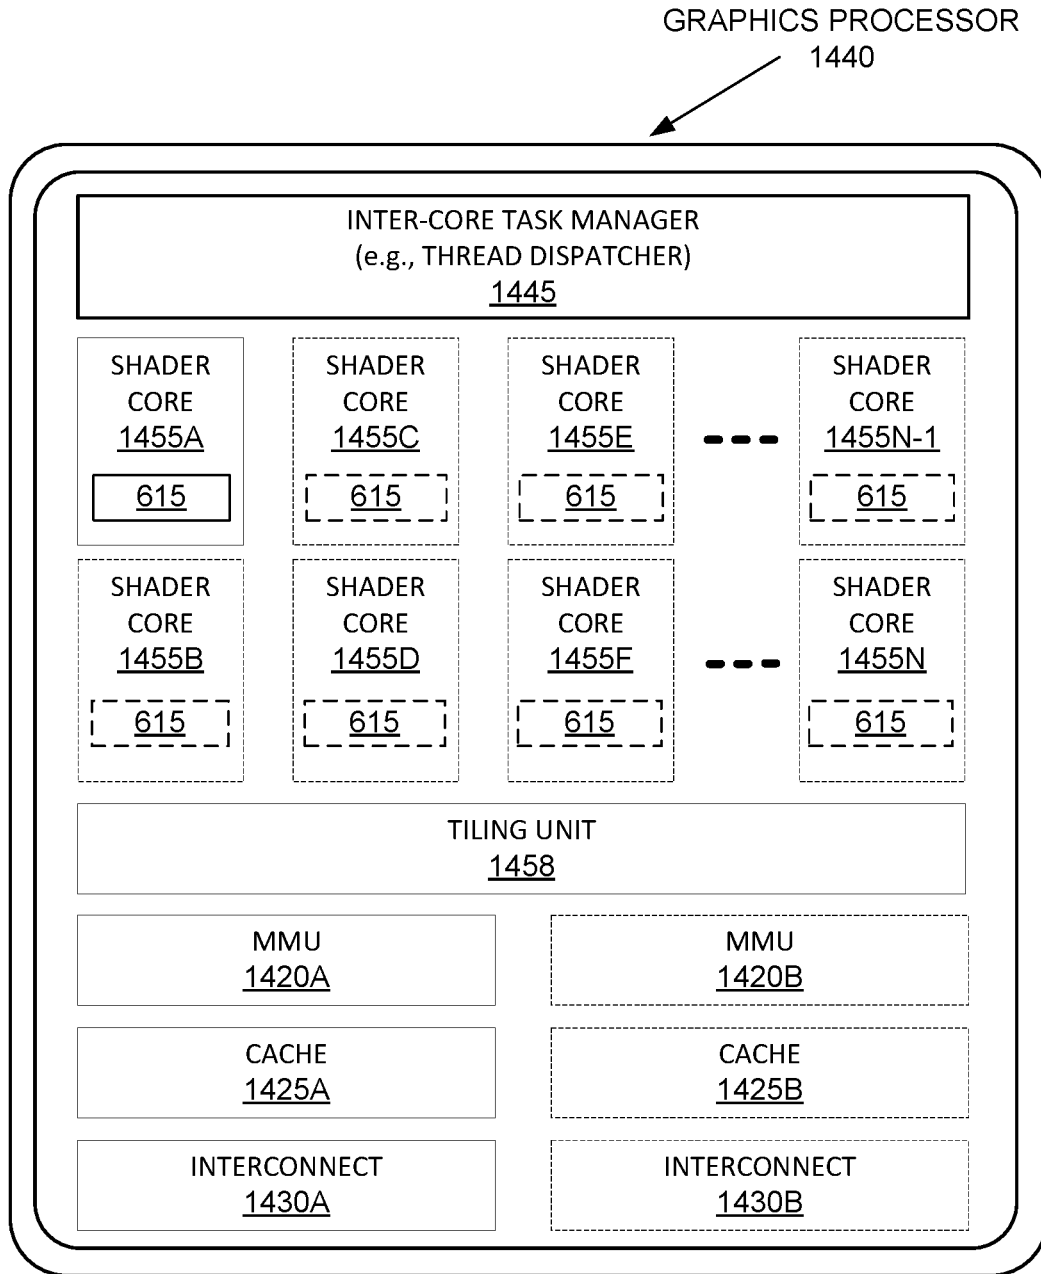 GRAPHICS PROCESSOR
1440
INTER-CORE TASK MANAGER
(e.g., THREAD DISPATCHER)
1445
SHADER
CORE
1455A
615
SHADER
CORE
1455C
615
SHADER
CORE
1455E
615
SHADER
CORE
1455N-1
615
SHADER
CORE
1455B
615
SHADER
CORE
1455D
615
SHADER
CORE
1455F
615
SHADER
CORE
1455N
615
TILING UNIT
1458
MMU
1420A
MMU
1420B
CACHE
1425A
CACHE
1425B
INTERCONNECT
1430A
INTERCONNECT
1430B